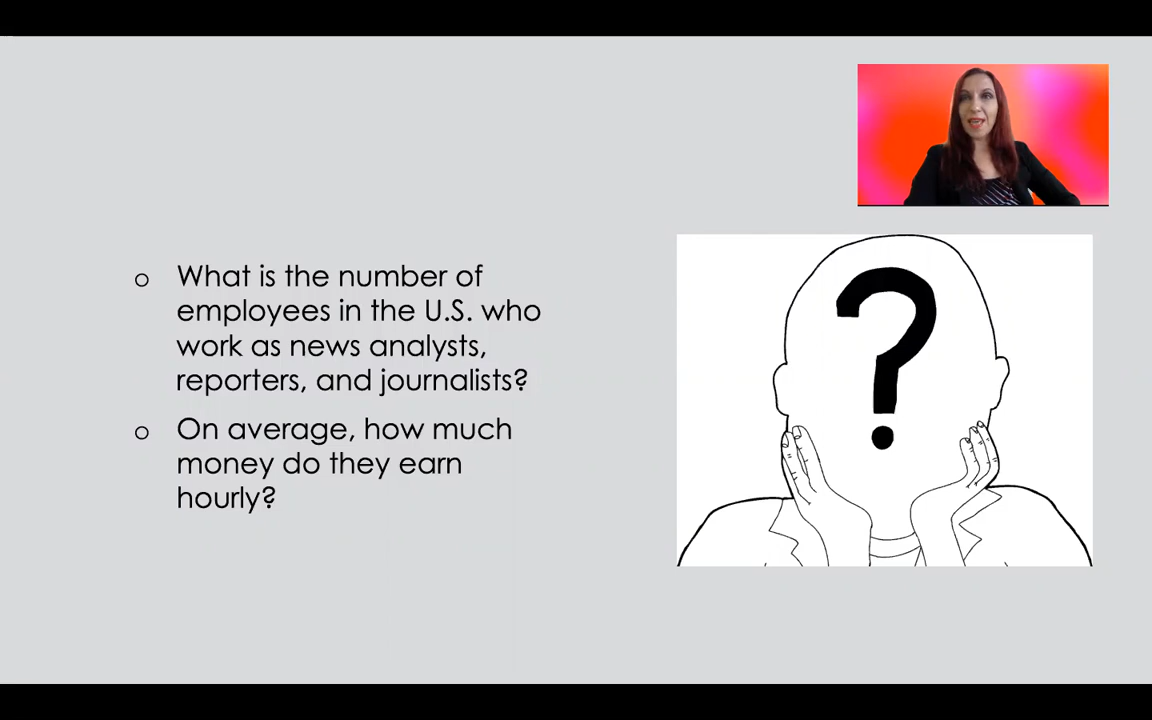 What is the number of
employees in the U.S. who
work as news analysts,
reporters, and journalists?
On average, how much
money do they earn
hourly?
?